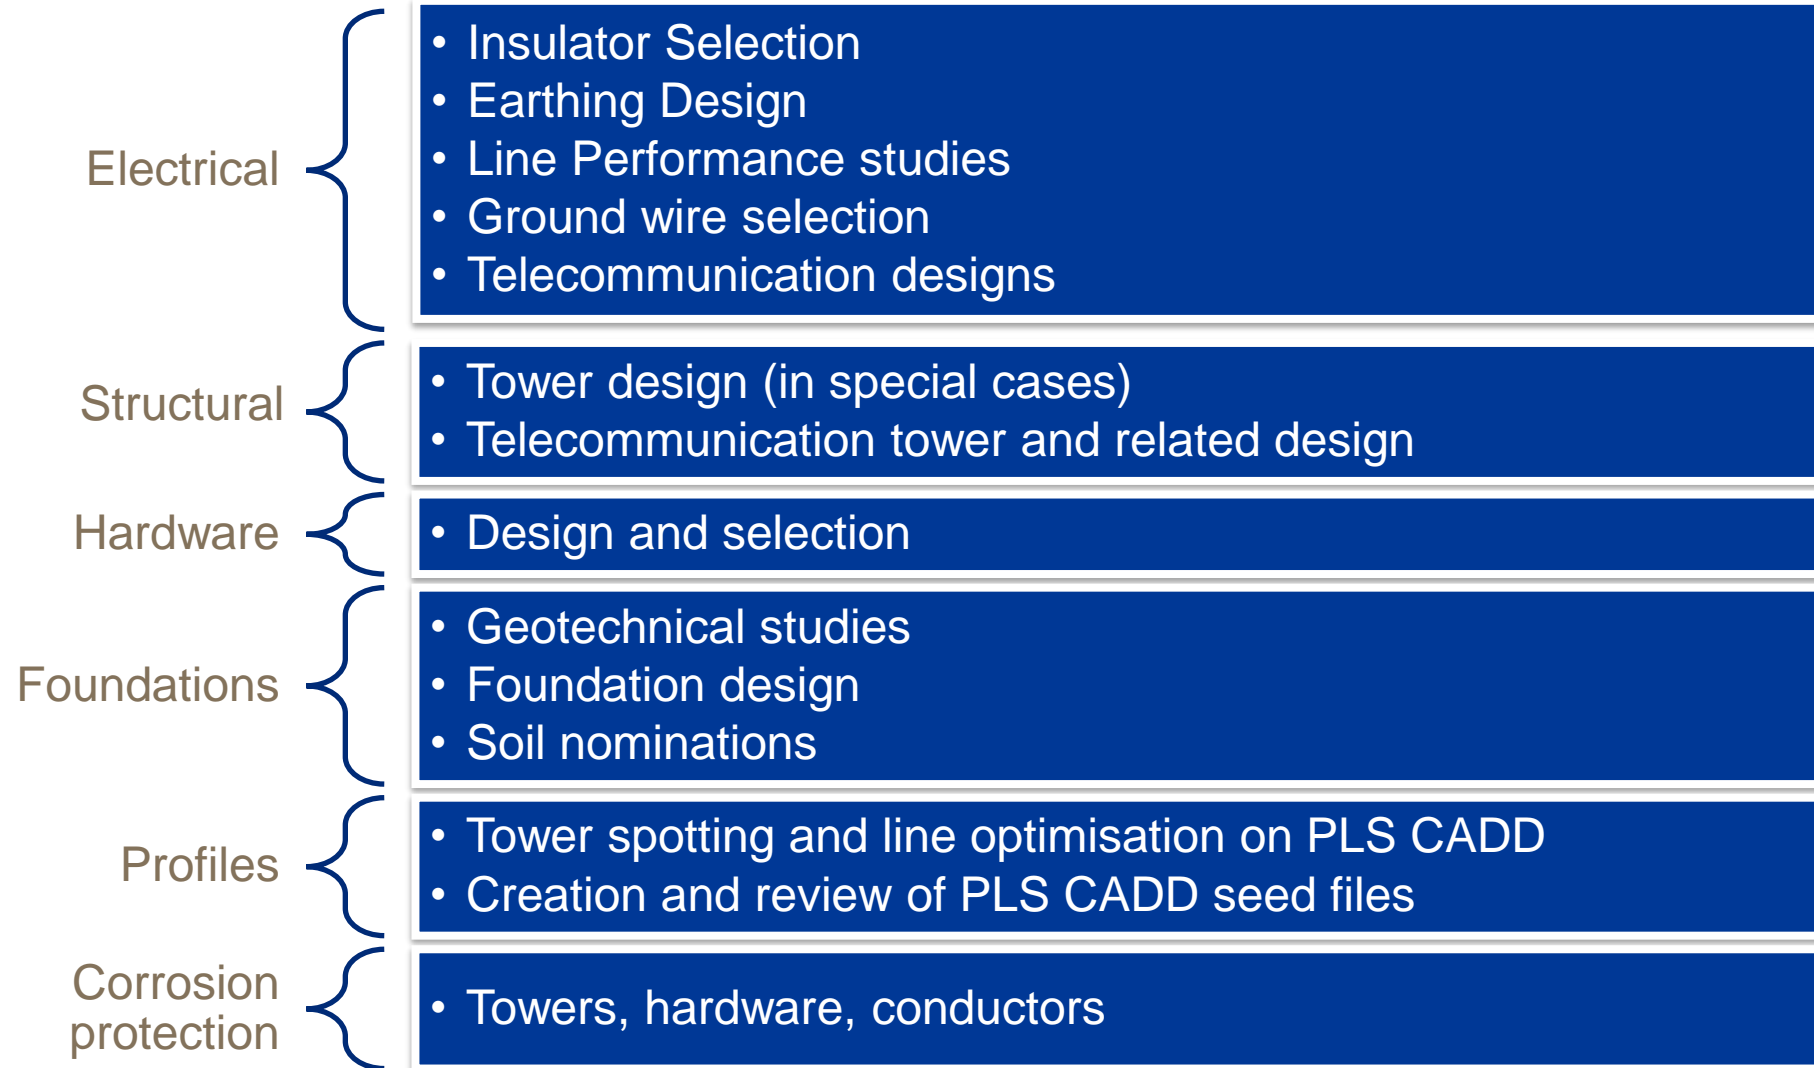 Electrical
• Insulator Selection
• Earthing Design
• Line Performance studies
• Ground wire selection
• Telecommunication designs
Structural
• Tower design (in special cases)
• Telecommunication tower and related design
Hardware
• Design and selection
Foundations
• Geotechnical studies
• Foundation design
• Soil nominations
Profiles
• Tower spotting and line optimisation on PLS CADD
• Creation and review of PLS CADD seed files
Corrosion
protection
• Towers, hardware, conductors